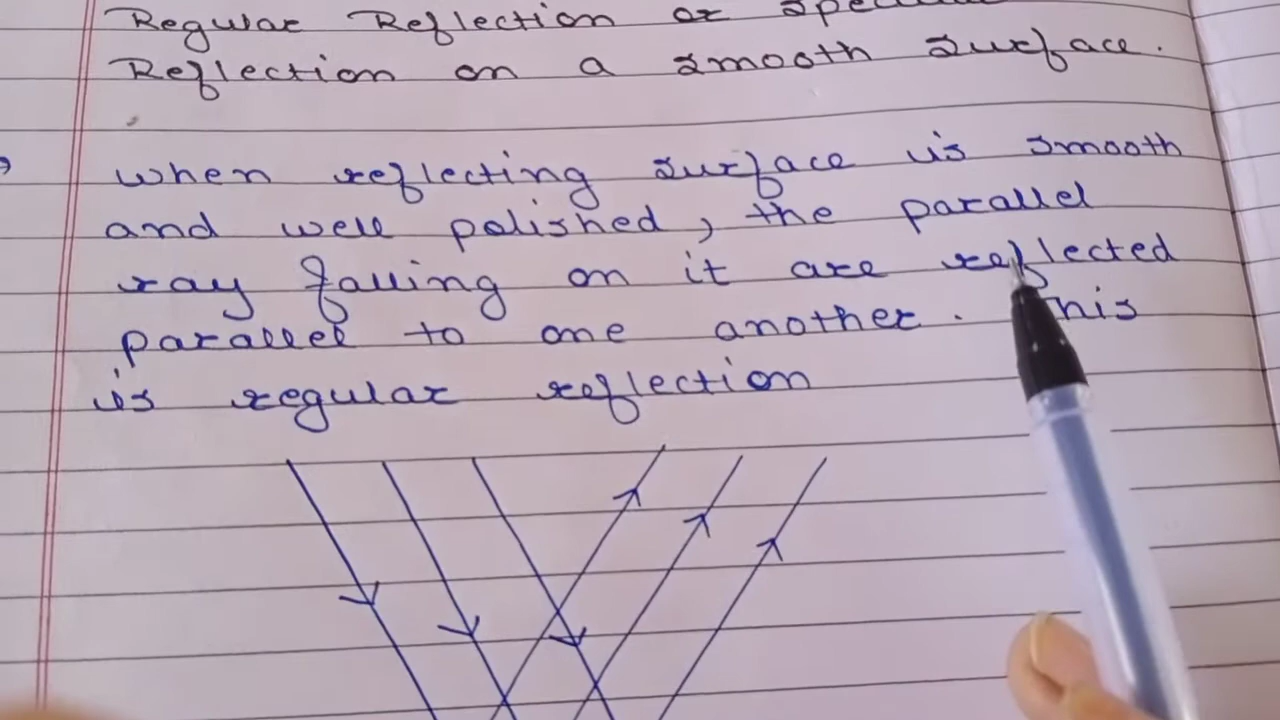 Regular Reflection or
Reflection on a smooth surface.
when reflecting surface is smooth
and well polished, the parallel
ray falling on it are reflected
parallel to one another. This
is regular reflection